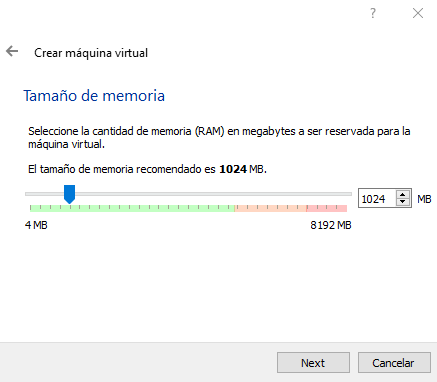 ?
Crear máquina virtual
Tamaño de memoria
Seleccione la cantidad de memoria (RAM) en megabytes a ser reservada para la
máquina virtual.
El tamaño de memoria recomendado es 1024 MB.
1024 MB
4 MB 8192 MB
Next Cancelar